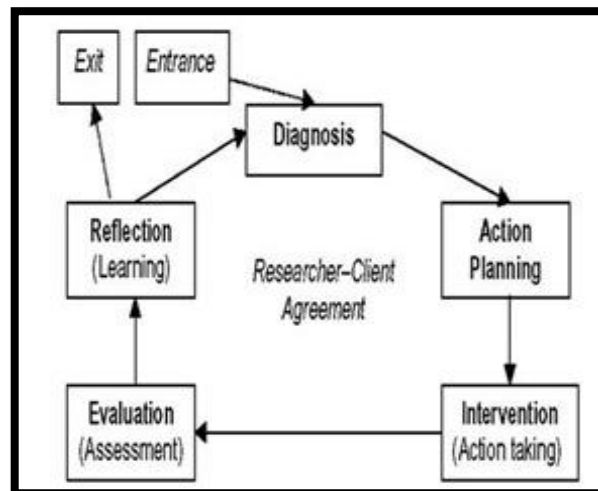 Exit
Entrance
Diagnosis
Reflection
(Learning)
Action
Planning
Researcher–Client
Agreement
Evaluation
(Assessment)
Intervention
(Action taking)